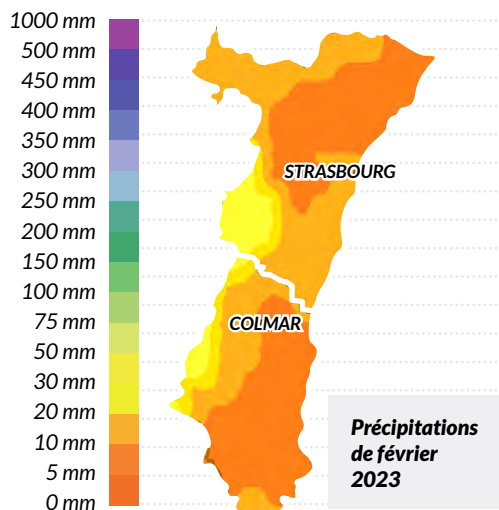 1000 mm
500 mm
450 mm
400 mm
350 mm
300 mm
250 mm
200 mm
150 mm
100 mm
75 mm
50 mm
30 mm
20 mm
10 mm
5 mm
0 mm
STRASBOURG
COLMAR
Précipitations
de février
2023